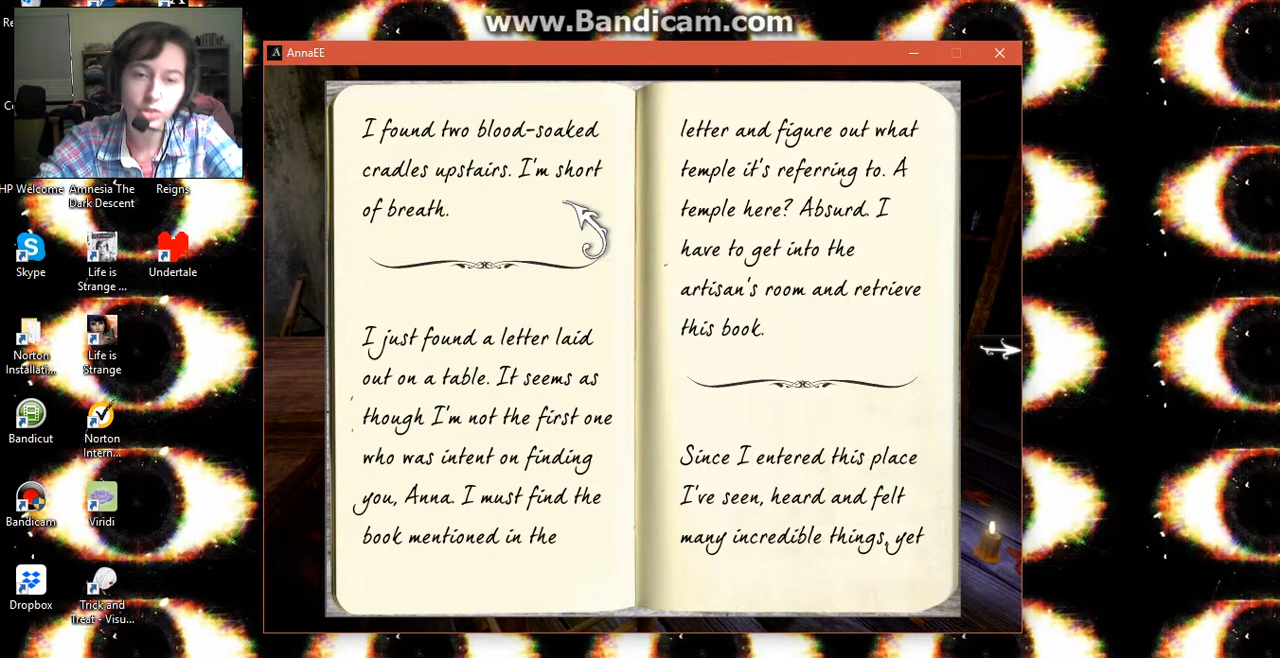 www.Bandicam.com
AnnaEE
I found two blood-soaked
cradles upstairs. I'm short
of breath.
I just found a letter laid
out on a table. It seems as
though I'm not the first one
who was intent on finding
you, Anna. I must find the
book mentioned in the
letter and figure out what
temple it's referring to. A
temple here? Absurd. I
have to get into the
artisan's room and retrieve
this book.
Since I entered this place
I've seen, heard and felt
many incredible things, yet
HP Welcome
Amnesia The
Dark Descent
Reigns
Skype
Life is
Strange ...
Undertale
Norton
Installati...
Life is
Strange
Bandicut
Norton
Intern...
Bandicam
Viridi
Dropbox
Trick and
Treat - Visu...